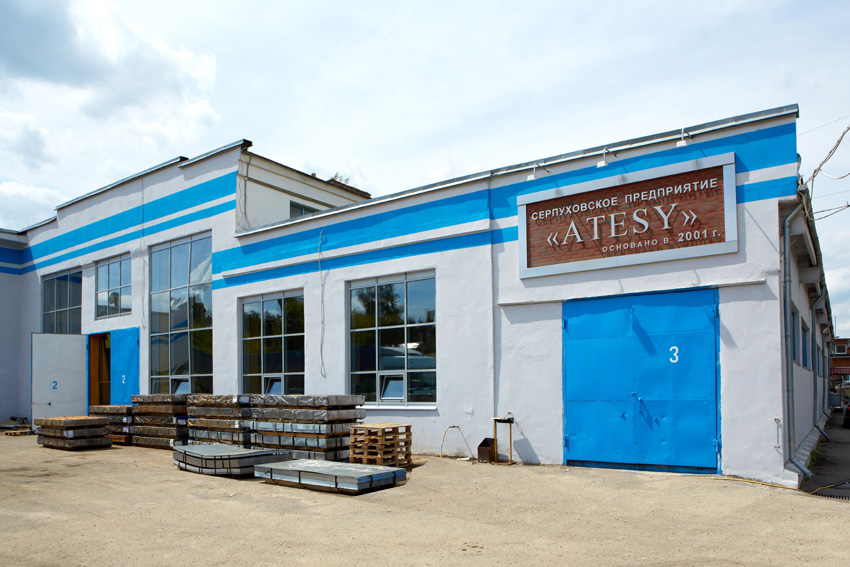 СЕРПУХОВСКОЕ ПРЕДПРИЯТИЕ
«ATESY»
ОСНОВАНО В 2001 г.
3
2
2